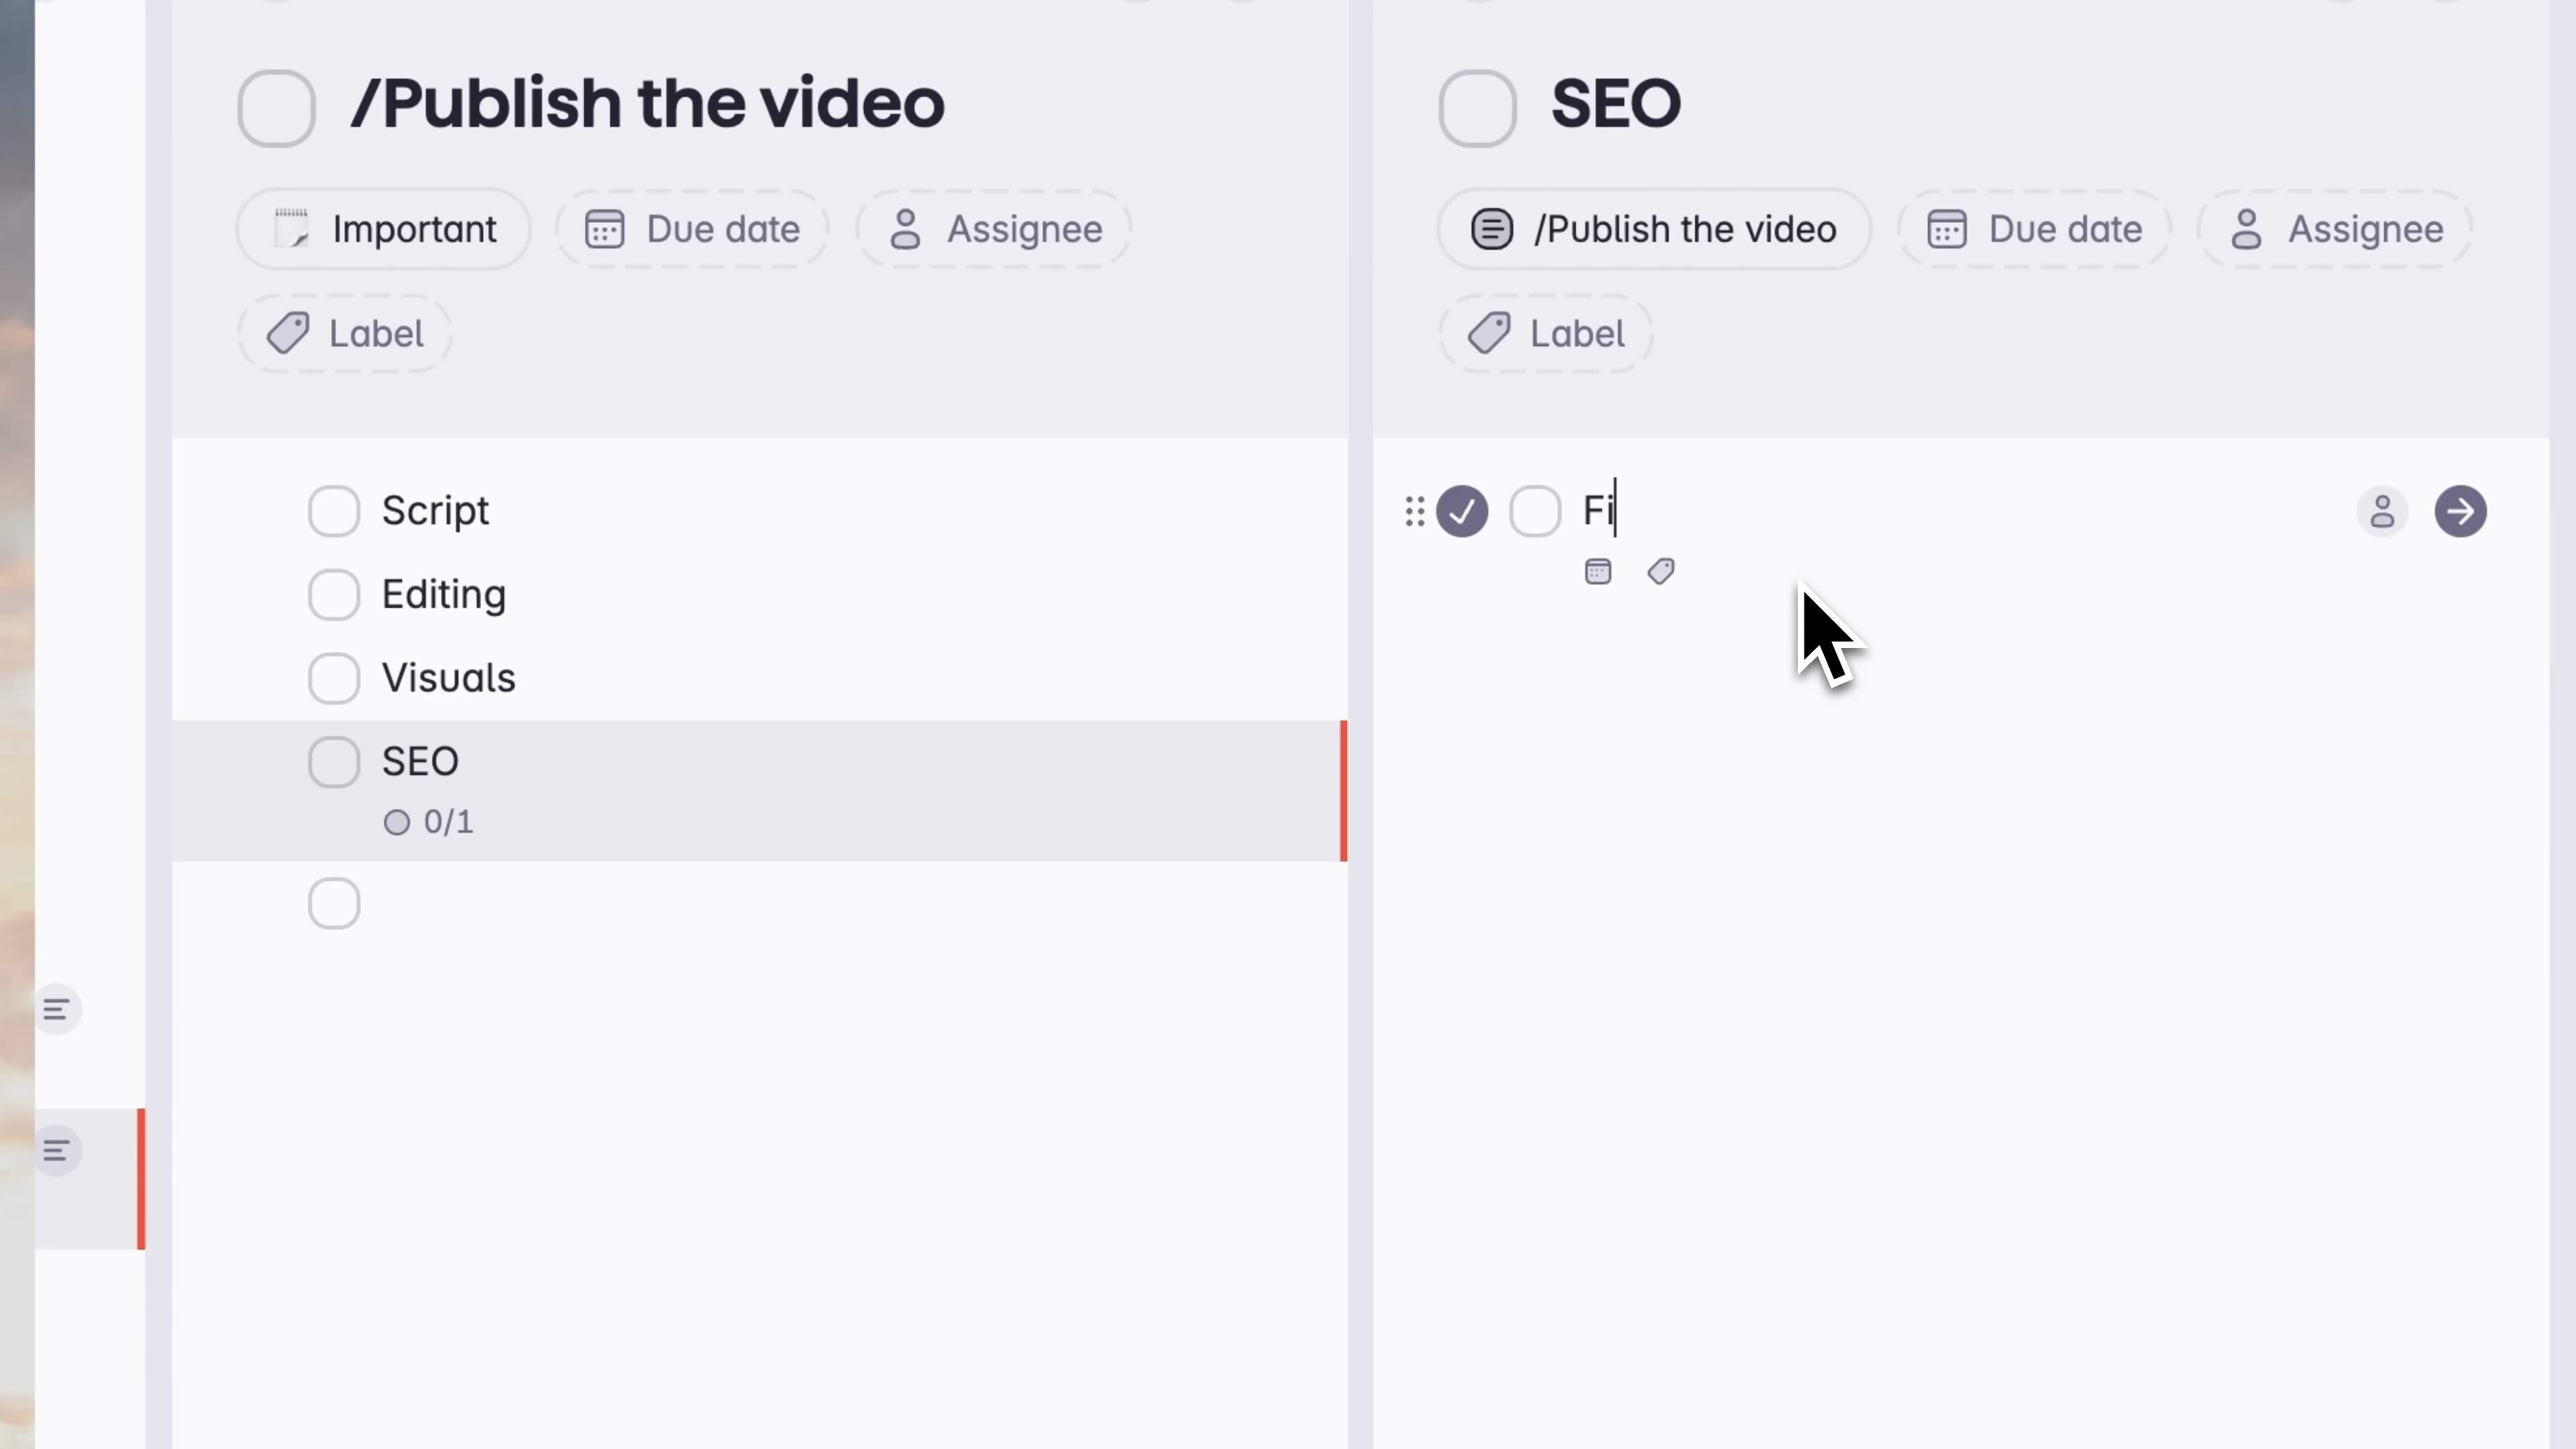 /Publish the video
Important
Due date
Assignee
Label
Script
Editing
Visuals
SEO
0/1
SEO
/Publish the video
Due date
Assignee
Label
Fi